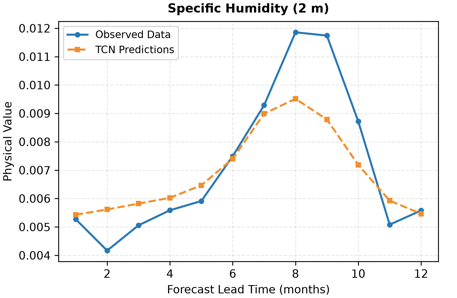 Specific Humidity (2 m)
Observed Data
TCN Predictions
Physical Value
0.012
0.011
0.010
0.009
0.008
0.007
0.006
0.005
0.004
2 4 6 8 10 12
Forecast Lead Time (months)